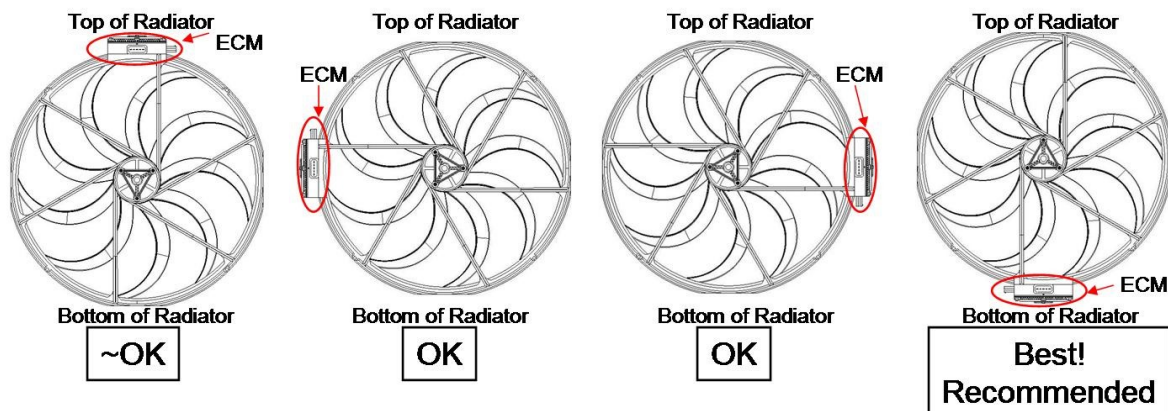 Top of Radiator
ECM
Bottom of Radiator
~OK
Top of Radiator
ECM
Bottom of Radiator
OK
Top of Radiator
ECM
Bottom of Radiator
OK
Top of Radiator
ECM
Bottom of Radiator
Best!
Recommended